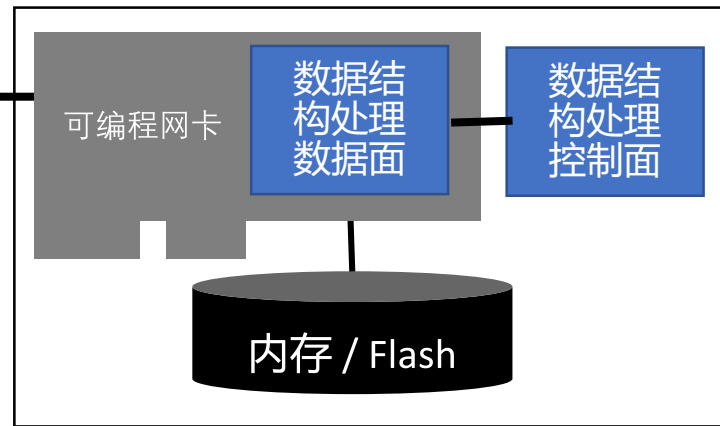 可编程网卡
数据结
构处理
数据面
数据结
构处理
控制面
内存 / Flash